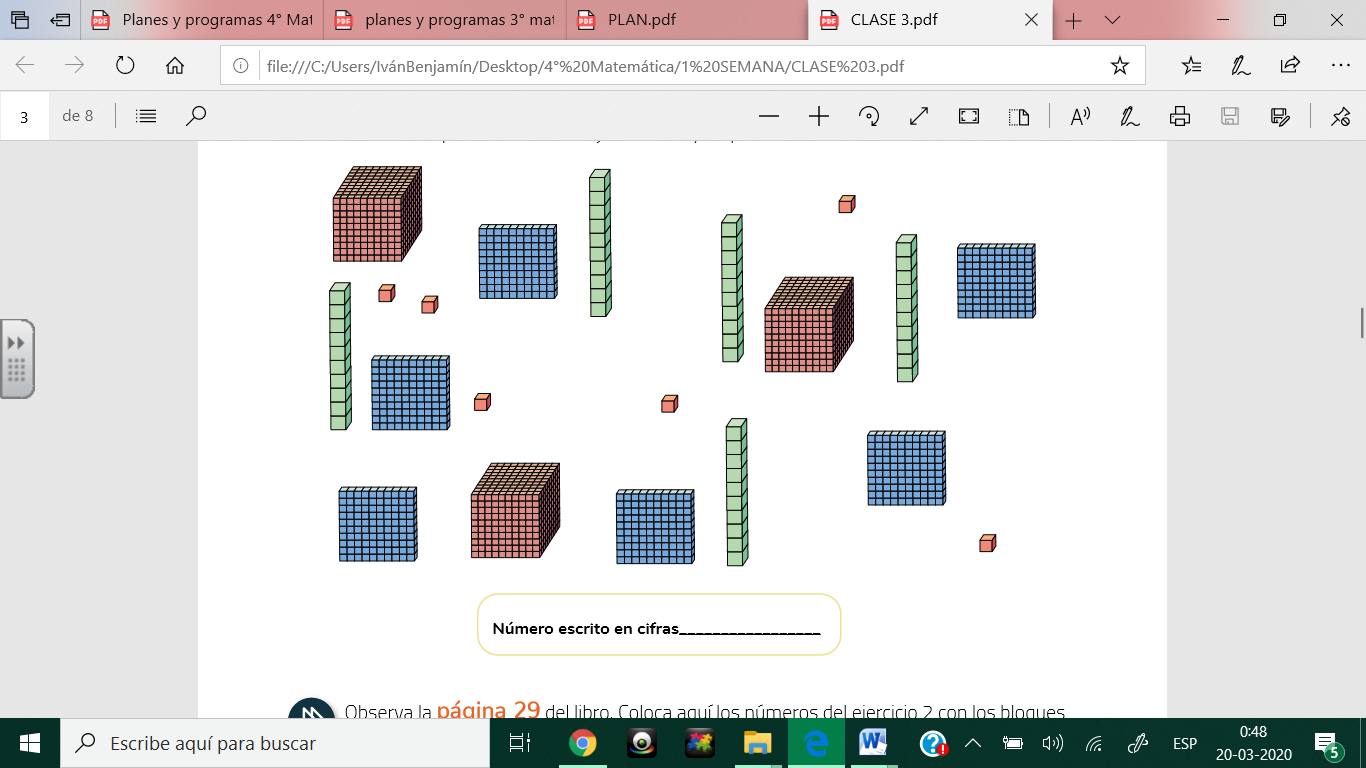 Planes y programas 4° Mat
planes y programas 3° mat
PLAN.pdf
CLASE 3.pdf
file:///C:/Users/IvánBenjamín/Desktop/4°%20Matemática/1%20SEMANA/CLASE%203.pdf
3 de 8
Número escrito en cifras_________________
Observa la página 29 del libro. Coloca aquí los números del ejercicio 2 con los bloques
Escribe aquí para buscar
ESP
0:48
20-03-2020
5